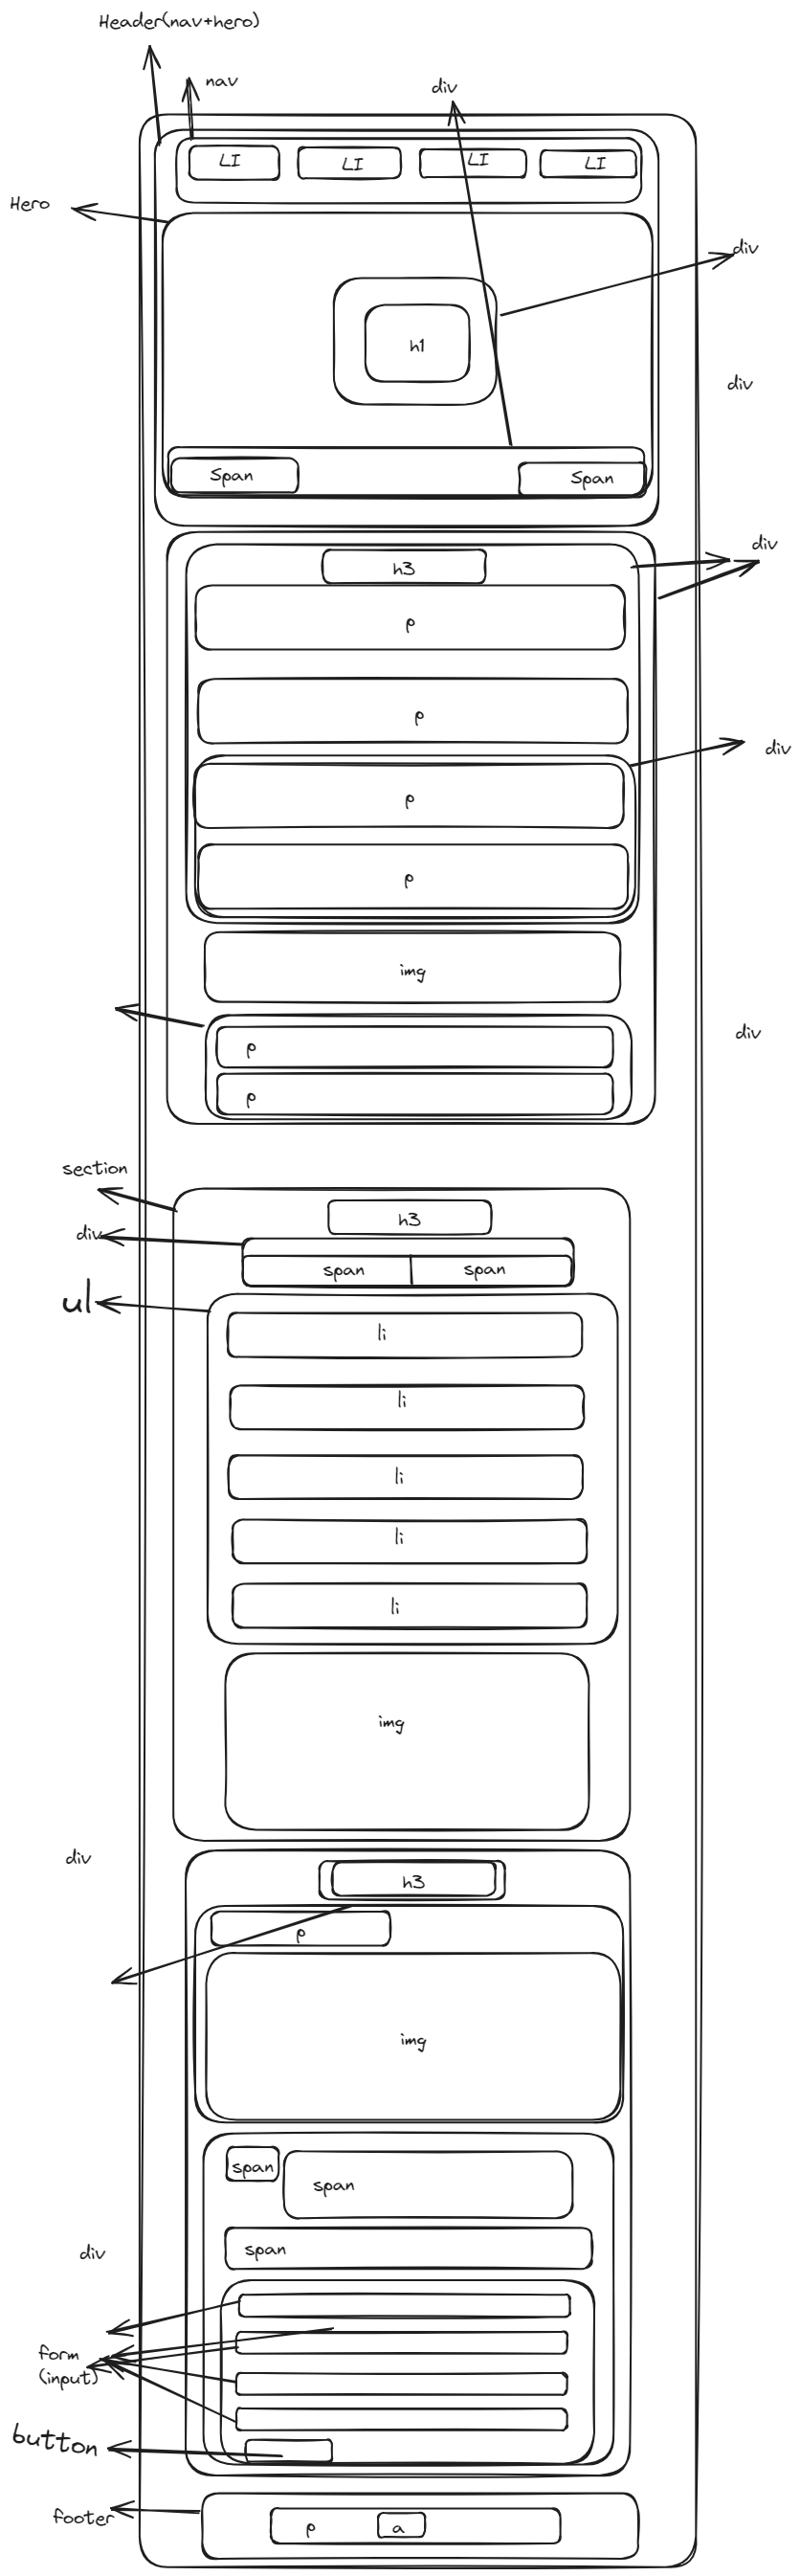 Header(nav+hero)
nav
div
LI
LI
LI
LI
Hero
div
h1
div
Span
Span
div
h3
p
p
div
p
p
img
div
p
p
section
h3
div
span
span
ul
li
li
li
li
li
img
div
h3
p
img
span
span
span
div
form
(input)
button
footer
p
a